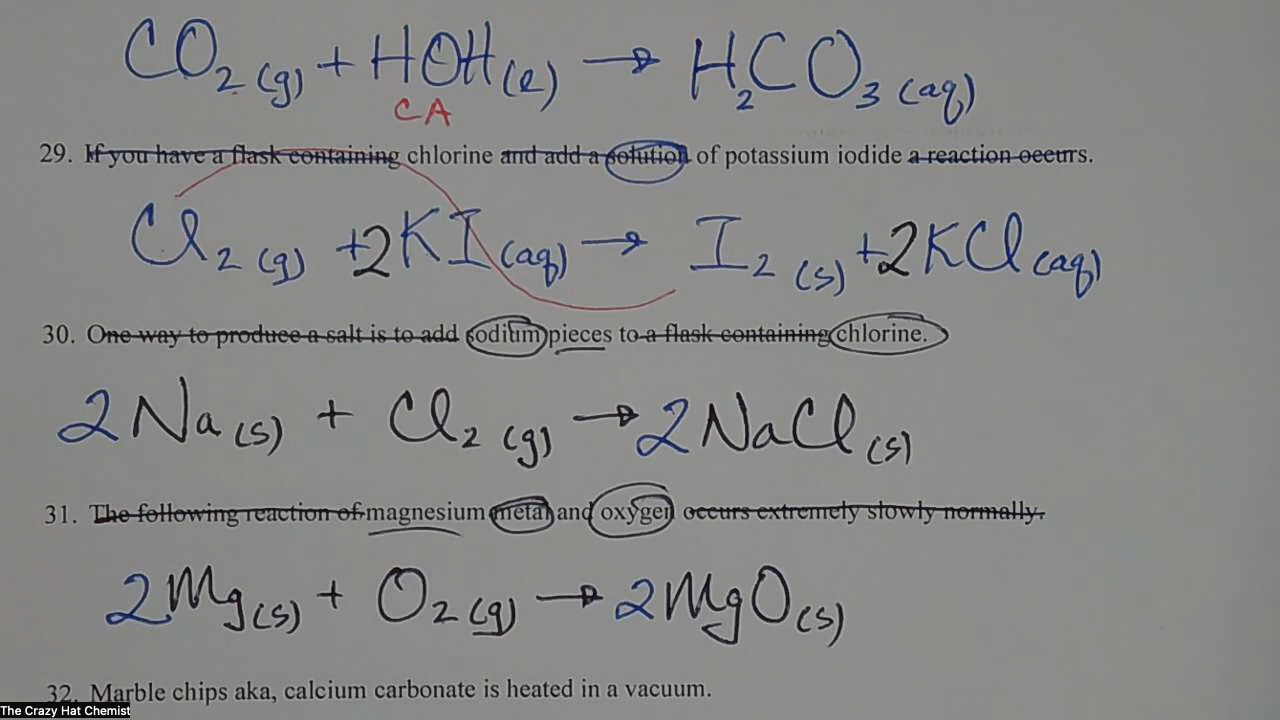 CO₂(g) + HOH(l) → H₂CO₃(aq)
CA
29. If you have a flask containing chlorine and add a solution of potassium iodide a reaction occurs.
Cl₂(g) + 2KI(aq) → I₂(s) + 2KCl(aq)
30. One way to produce a salt is to add sodium pieces to a flask containing chlorine.
2Na(s) + Cl₂(g) → 2NaCl(s)
31. The following reaction of magnesium metal and oxygen occurs extremely slowly normally.
2Mg(s) + O₂(g) → 2MgO(s)
32. Marble chips aka, calcium carbonate is heated in a vacuum.
The Crazy Hat Chemist